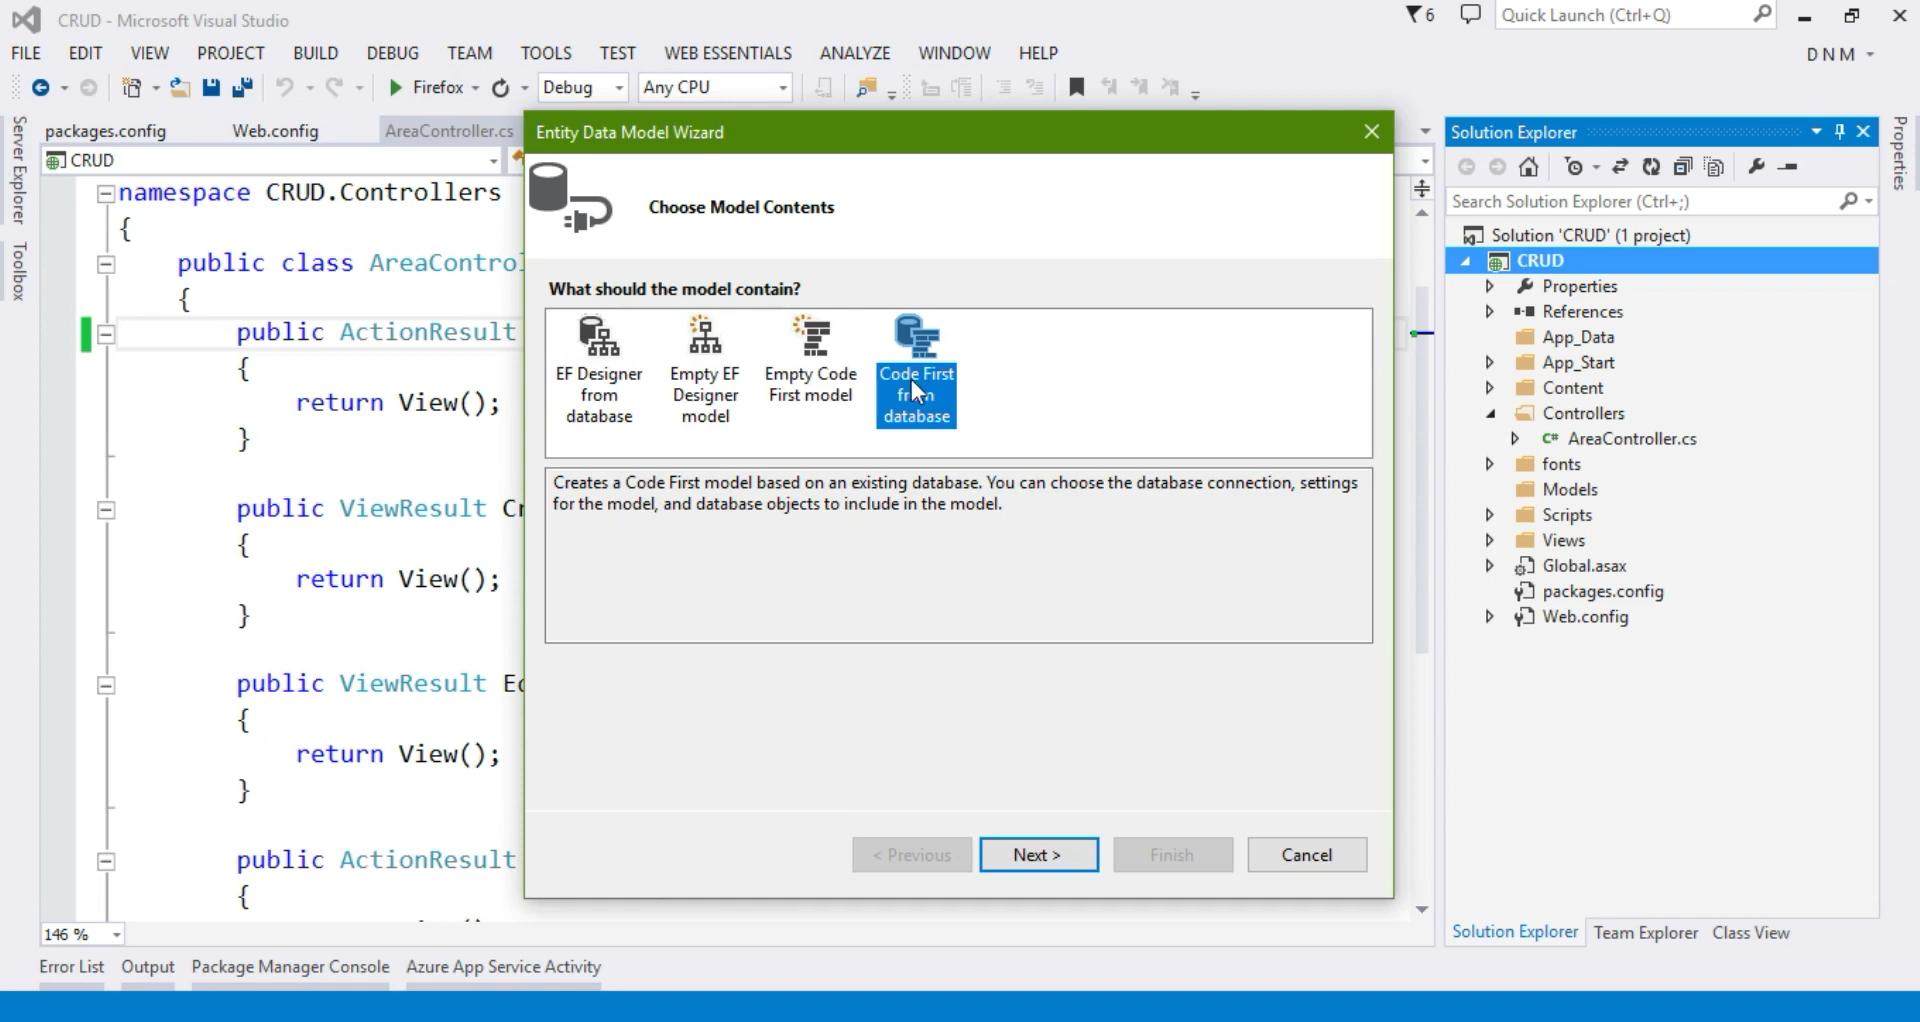 CRUD - Microsoft Visual Studio
6
Quick Launch (Ctrl+Q)
FILE EDIT VIEW PROJECT BUILD DEBUG TEAM TOOLS TEST WEB ESSENTIALS ANALYZE WINDOW HELP
D N M
Firefox
Debug
Any CPU
Server Explorer
Toolbox
packages.config
Web.config
AreaController.cs
CRUD
namespace CRUD.Controllers
{
public class AreaControl
{
public ActionResult
{
return View();
}
public ViewResult Cr
{
return View();
}
public ViewResult Ed
{
return View();
}
public ActionResult
{
146 %
Entity Data Model Wizard
Choose Model Contents
What should the model contain?
EF Designer
from
database
Empty EF
Designer
model
Empty Code
First model
Code First
from
database
Creates a Code First model based on an existing database. You can choose the database connection, settings
for the model, and database objects to include in the model.
< Previous
Next >
Finish
Cancel
Solution Explorer
Search Solution Explorer (Ctrl+;)
Solution 'CRUD' (1 project)
CRUD
Properties
References
App_Data
App_Start
Content
Controllers
C# AreaController.cs
fonts
Models
Scripts
Views
Global.asax
packages.config
Web.config
Solution Explorer
Team Explorer
Class View
Properties
Error List
Output
Package Manager Console
Azure App Service Activity